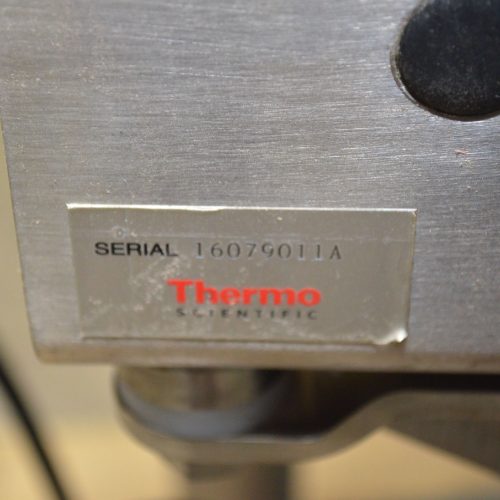 SERIAL 16079011A
Thermo
SCIENTIFIC